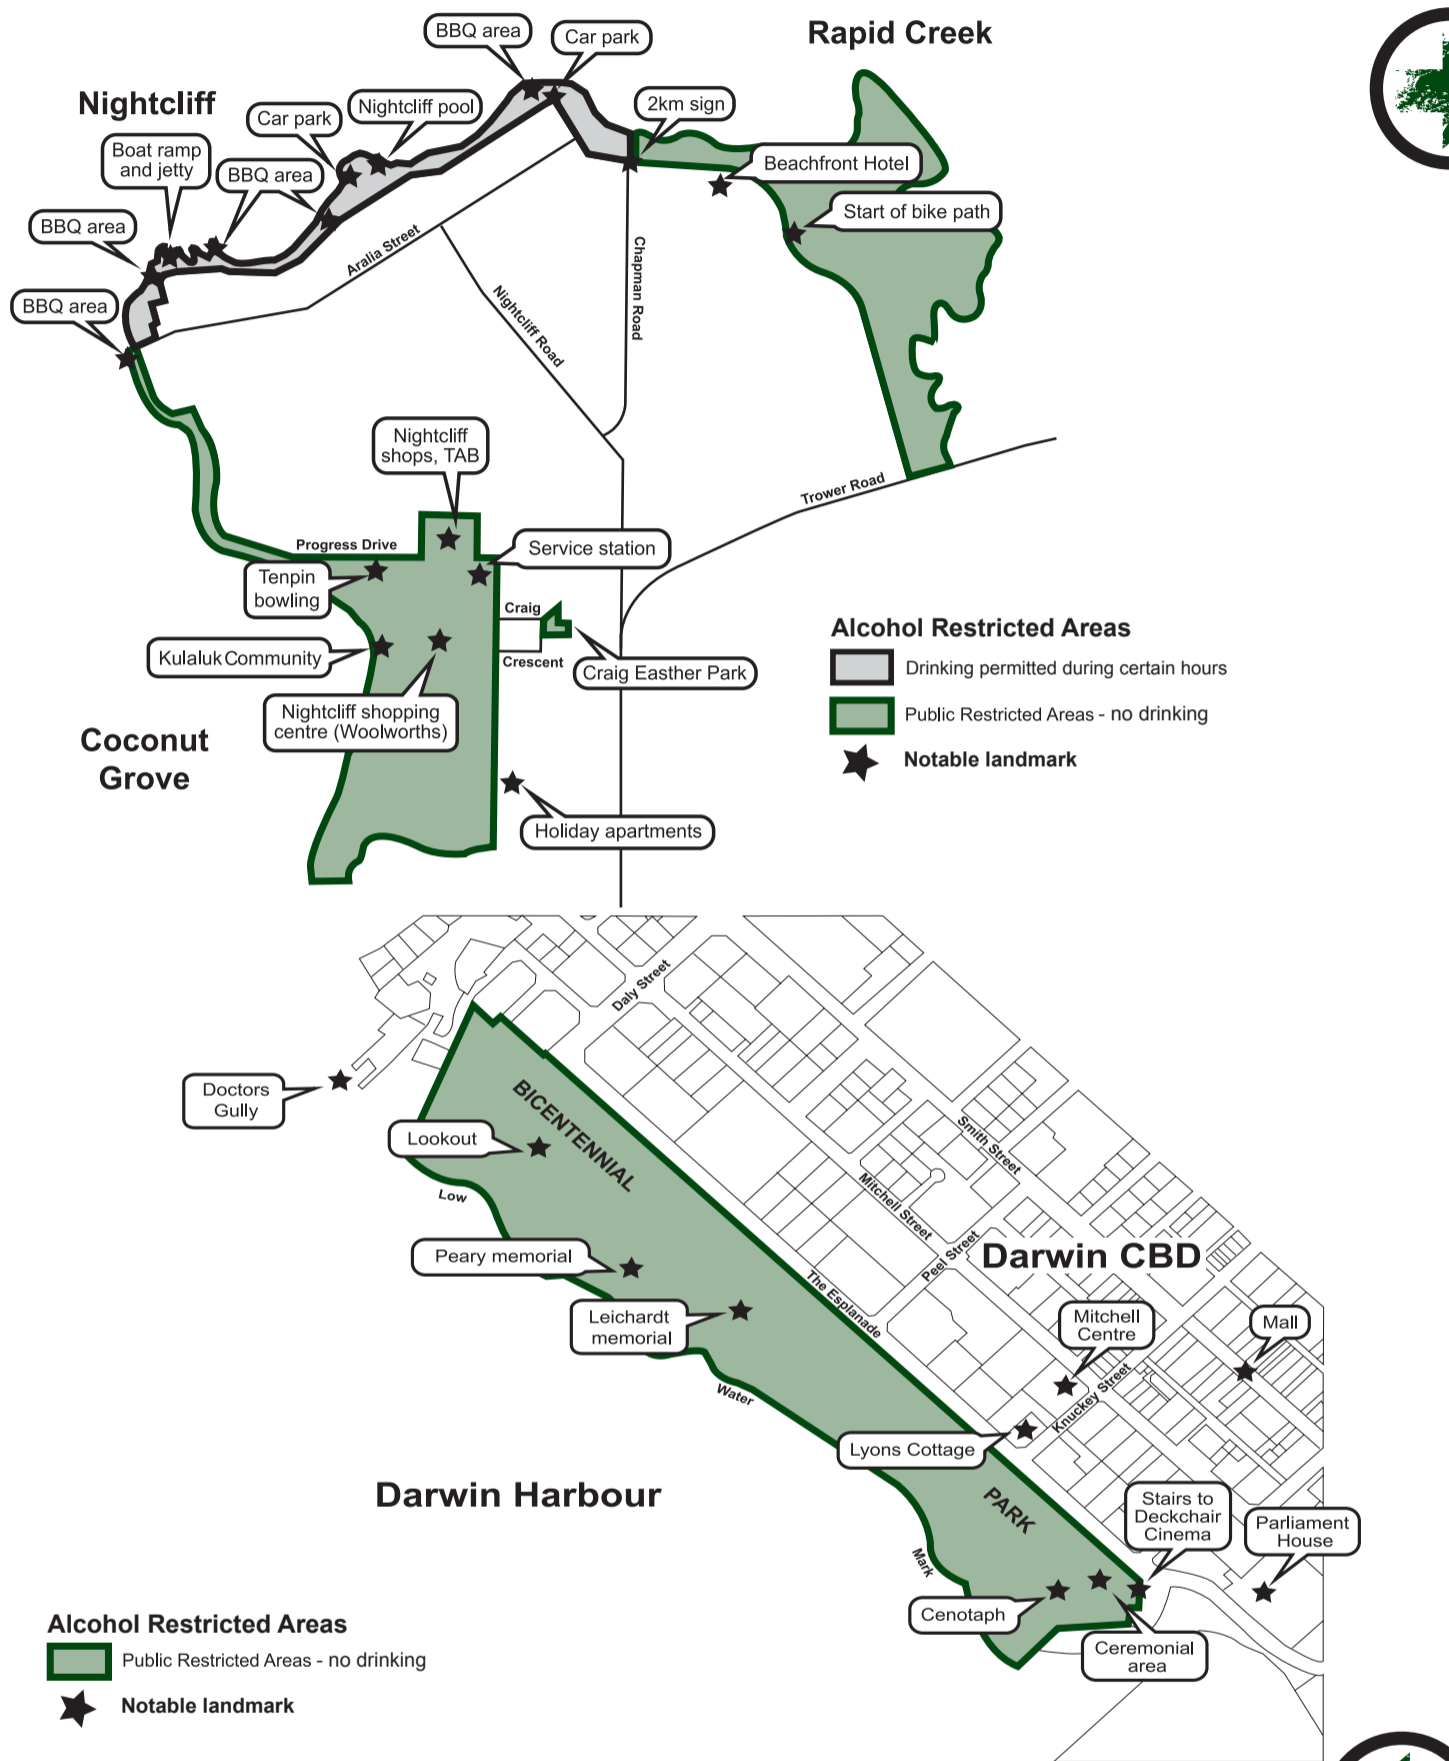 BBQ area
Car park
Rapid Creek
Nightcliff
Car park
Nightcliff pool
2km sign
Boat ramp
and jetty
BBQ area
Beachfront Hotel
BBQ area
Start of bike path
Aralia Street
Chapman Road
BBQ area
Nightcliff Road
Nightcliff
shops, TAB
Trower Road
Progress Drive
Service station
Tenpin
bowling
Craig
Crescent
Kulaluk Community
Craig Easther Park
Nightcliff shopping
centre (Woolworths)
Coconut
Grove
Holiday apartments
Alcohol Restricted Areas
Drinking permitted during certain hours
Public Restricted Areas - no drinking
Notable landmark
Daly Street
Doctors
Gully
BICENTENNIAL
Lookout
Smith Street
Low
Mitchell Street
Peary memorial
Peel Street
Darwin CBD
The Esplanade
Leichardt
memorial
Mitchell
Centre
Mall
Water
Knuckey Street
Lyons Cottage
Darwin Harbour
PARK
Stairs to
Deckchair
Cinema
Parliament
House
Mark
Cenotaph
Ceremonial
area
Alcohol Restricted Areas
Public Restricted Areas - no drinking
Notable landmark